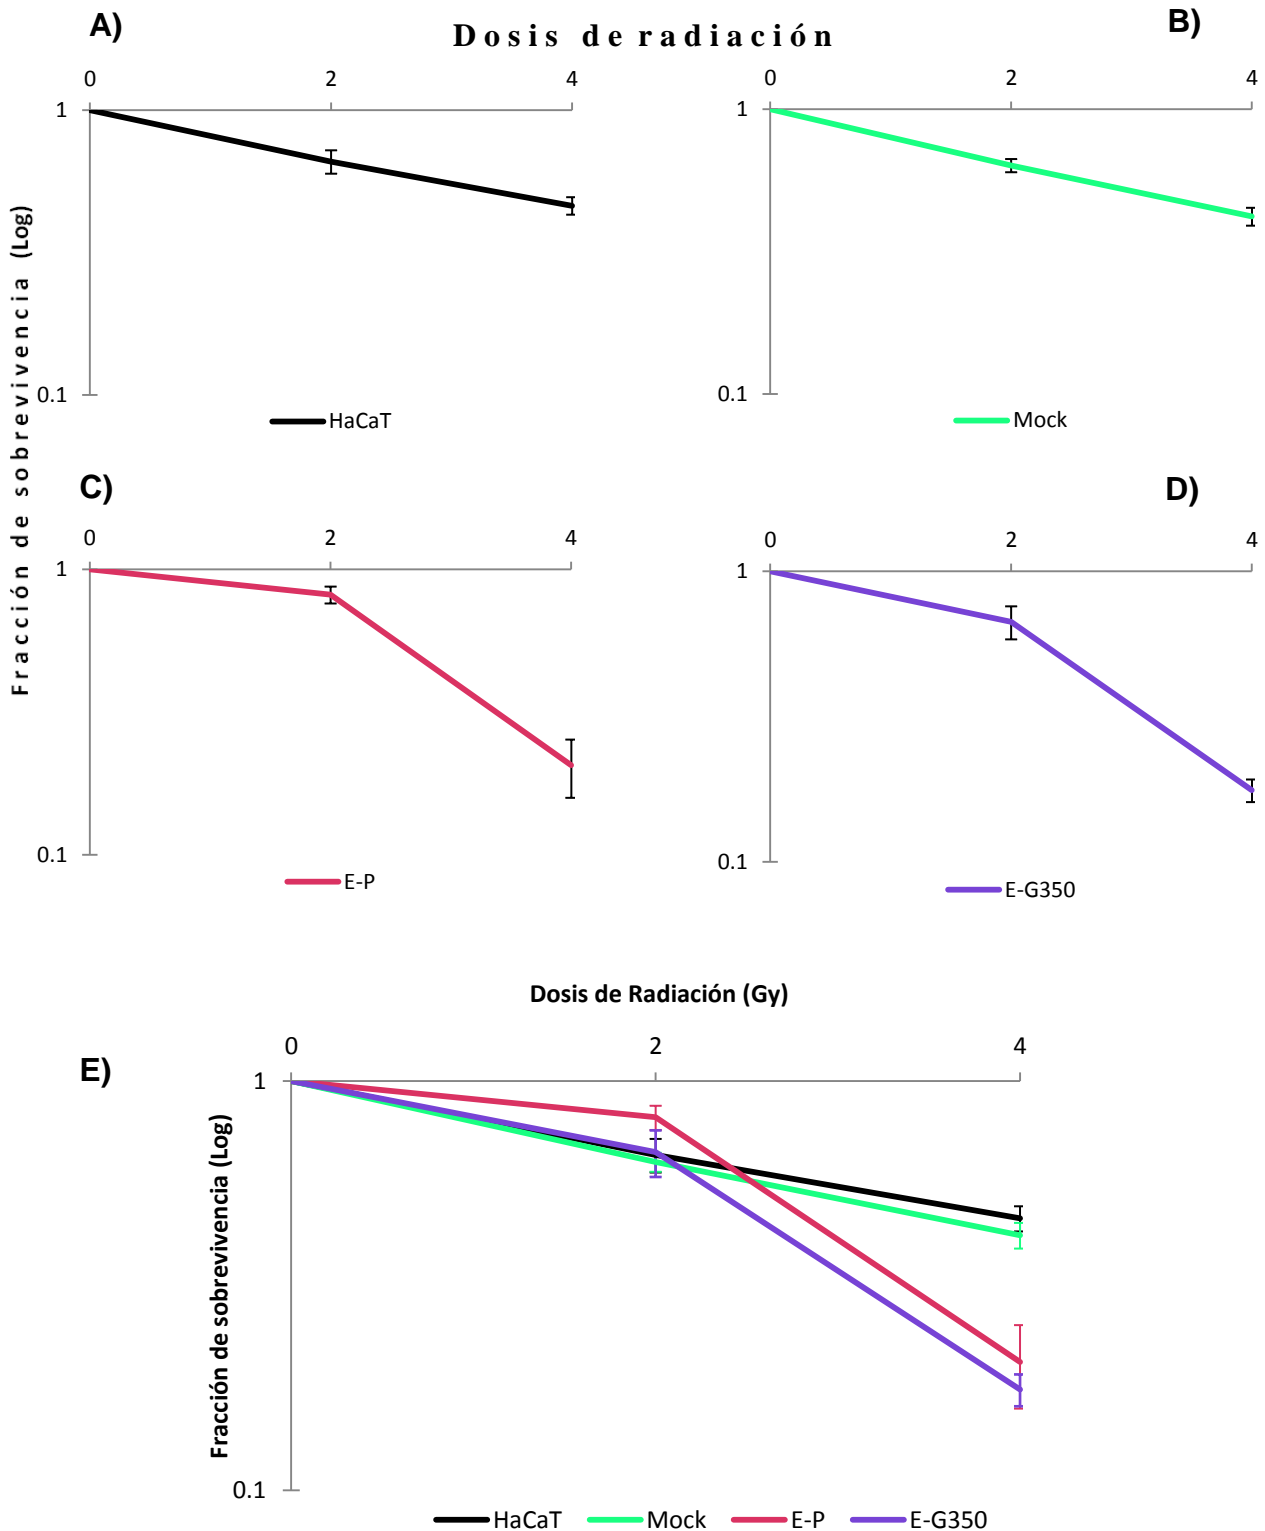 A)
Dosis de radiación
B)
0 2 4
0 2 4
1
1
Fracción de sobrevivencia (Log)
0.1
0.1
HaCaT
Mock
C)
D)
0 2 4
0 2 4
1
1
0.1
0.1
E-P
E-G350
Dosis de Radiación (Gy)
E)
0 2 4
1
Fracción de sobrevivencia (Log)
0.1
HaCaT Mock E-P E-G350